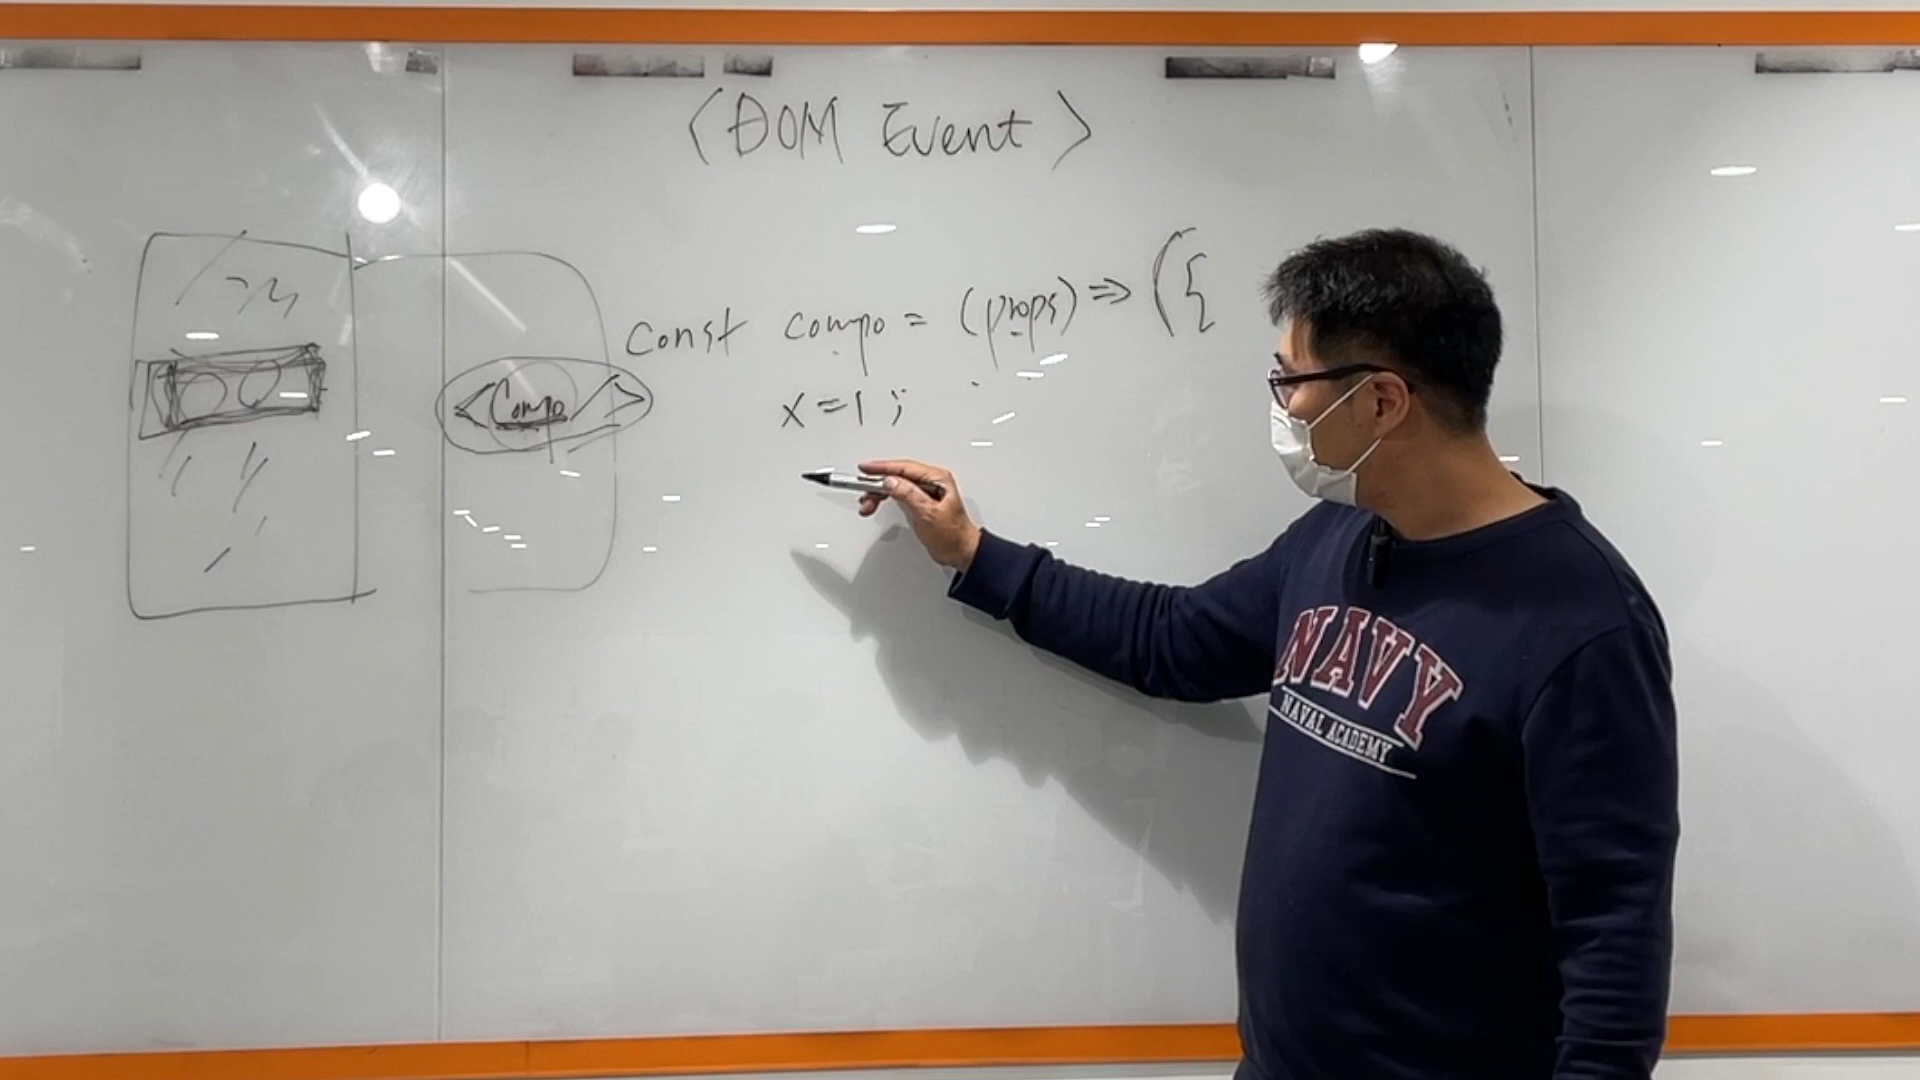 <DOM Event>
const compo = (props) => ({
x = 1 ;
<Compo />
NAVY
NAVAL ACADEMY